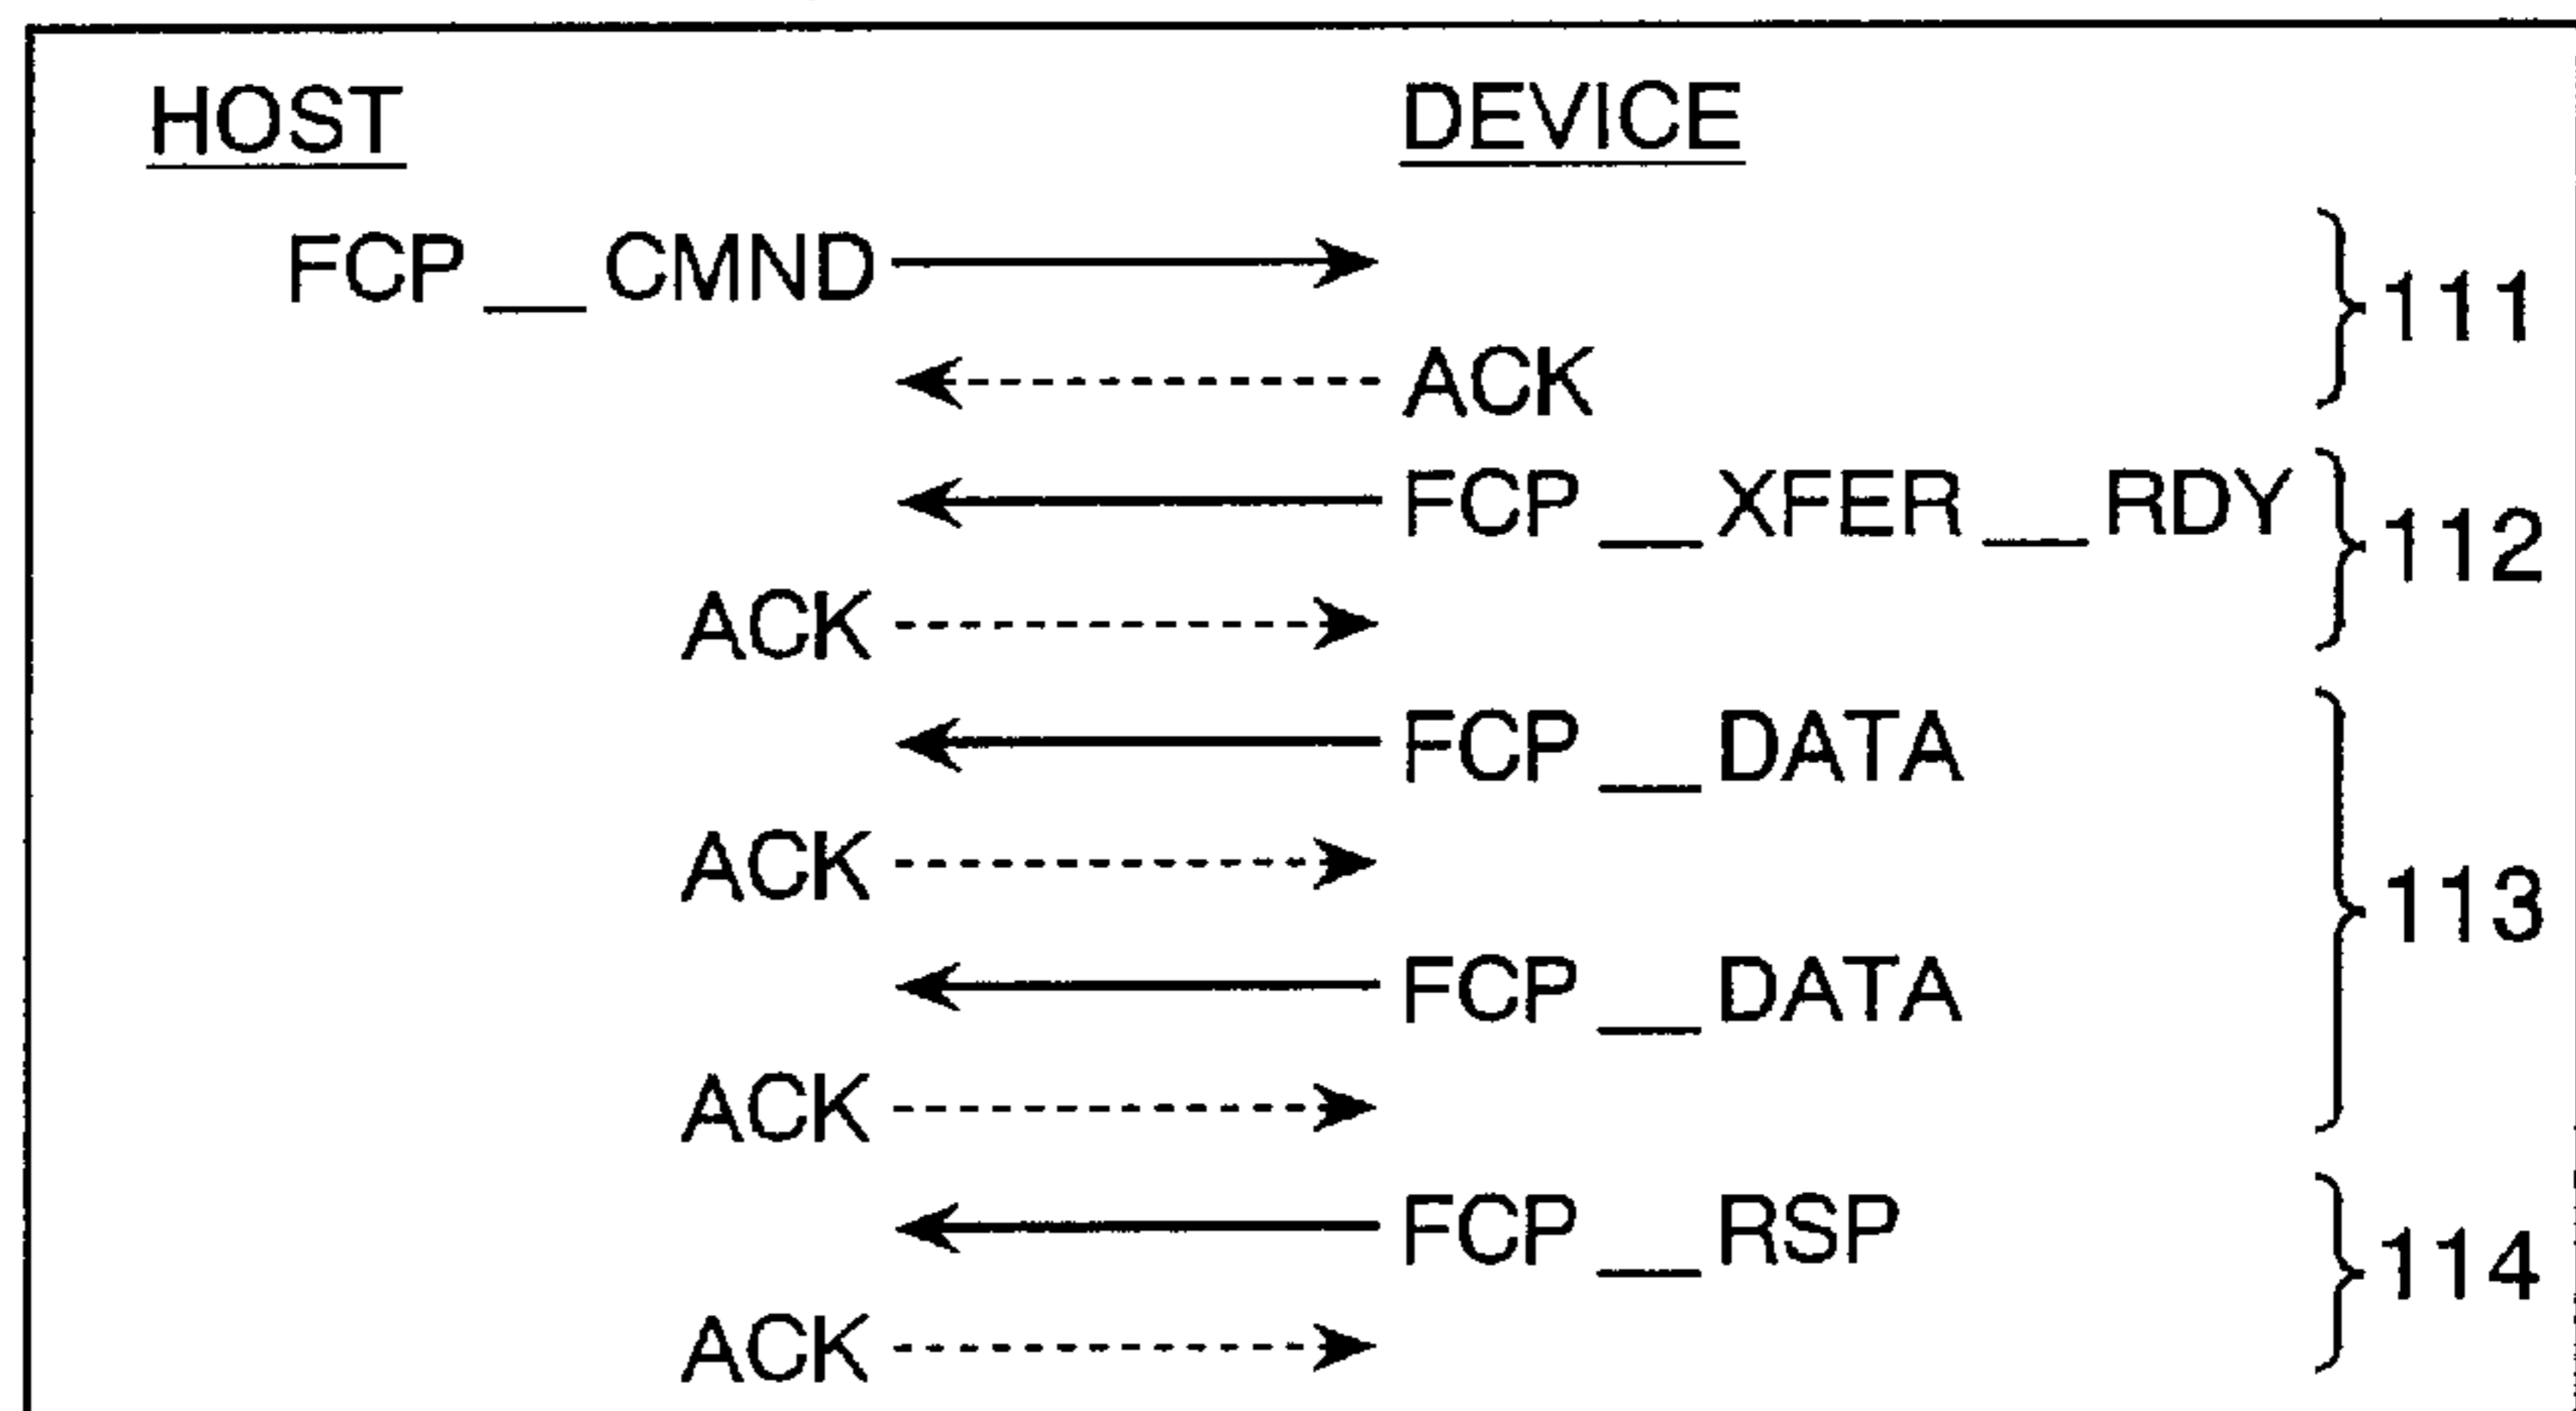 HOST DEVICE
FCP__CMND
111
ACK
FCP__XFER__RDY
112
ACK
FCP__DATA
ACK
113
FCP__DATA
ACK
FCP__RSP
114
ACK